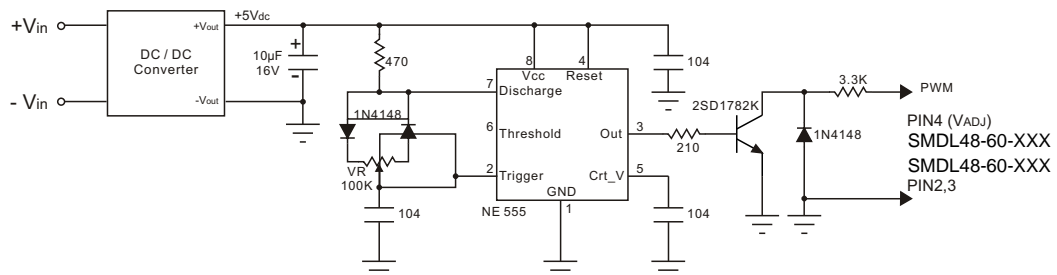 +Vin
- Vin
DC / DC
Converter
+Vout
-Vout
+5Vdc
10µF
16V
+
-
470
1N4148
VR
100K
104
7
Discharge
6
Threshold
2
Trigger
8
Vcc
4
Reset
Out
3
Crt_V
5
GND
1
NE 555
104
104
210
2SD1782K
1N4148
3.3K
PWM
PIN4 (VADJ)
SMDL48-60-XXX
SMDL48-60-XXX
PIN2,3